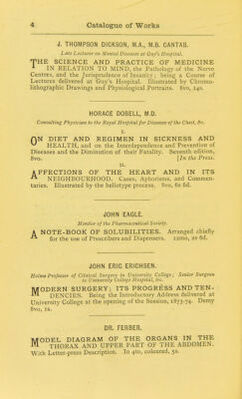 4 Catalogue of Works
J. THOMPSON DICKSON, M.A., M.B. CANTAB.
Late Lecturer on Mental Diseases at Guy's Hospital.
THE SCIENCE AND PRACTICE OF MEDICINE
IN RELATION TO MIND, the Pathology of the Nerve
Centres, and the Jurisprudence of Insanity; being a Course of
Lectures delivered at Guy's Hospital. Illustrated by Chromo-
lithographic Drawings and Physiological Portraits. 8vo, 14s.
HORACE DOBELL, M.D.
Consulting Physician to the Royal Hospital for Diseases of the Chest, &c.
I.
ON DIET AND REGIMEN IN SICKNESS AND
HEALTH, and on the Interdependence and Prevention of
Diseases and the Diminution of their Fatality. Seventh edition,
8vo. [In the Press.
II.
AFFECTIONS OF THE HEART AND IN ITS
NEIGHBOURHOOD. Cases, Aphorisms, and Commen-
taries. Illustrated by the heliotype process. 8vo, 6s 6d.
JOHN EAGLE.
Member of the Pharmaceutical Society.
A NOTE-BOOK OF SOLUBILITIES. Arranged chiefly
for the use of Prescribers and Dispensers. 12mo, 2s 6d.
JOHN ERIC ERICHSEN.
Holme Professor of Clinical Surgery in University College; Senior Surgeon
to University College Hospital, &c.
MODERN SURGERY; ITS PROGRESS AND TEN-
DENCIES. Being the Introductory Address delivered at
University College at the opening of the Session, 1873-74. Demy
8vo, 1s.
DR. FERBER.
MODEL DIAGRAM OF THE ORGANS IN THE
THORAX AND UPPER PART OF THE ABDOMEN.
With Letter-press Description. In 4to, coloured, 5s.